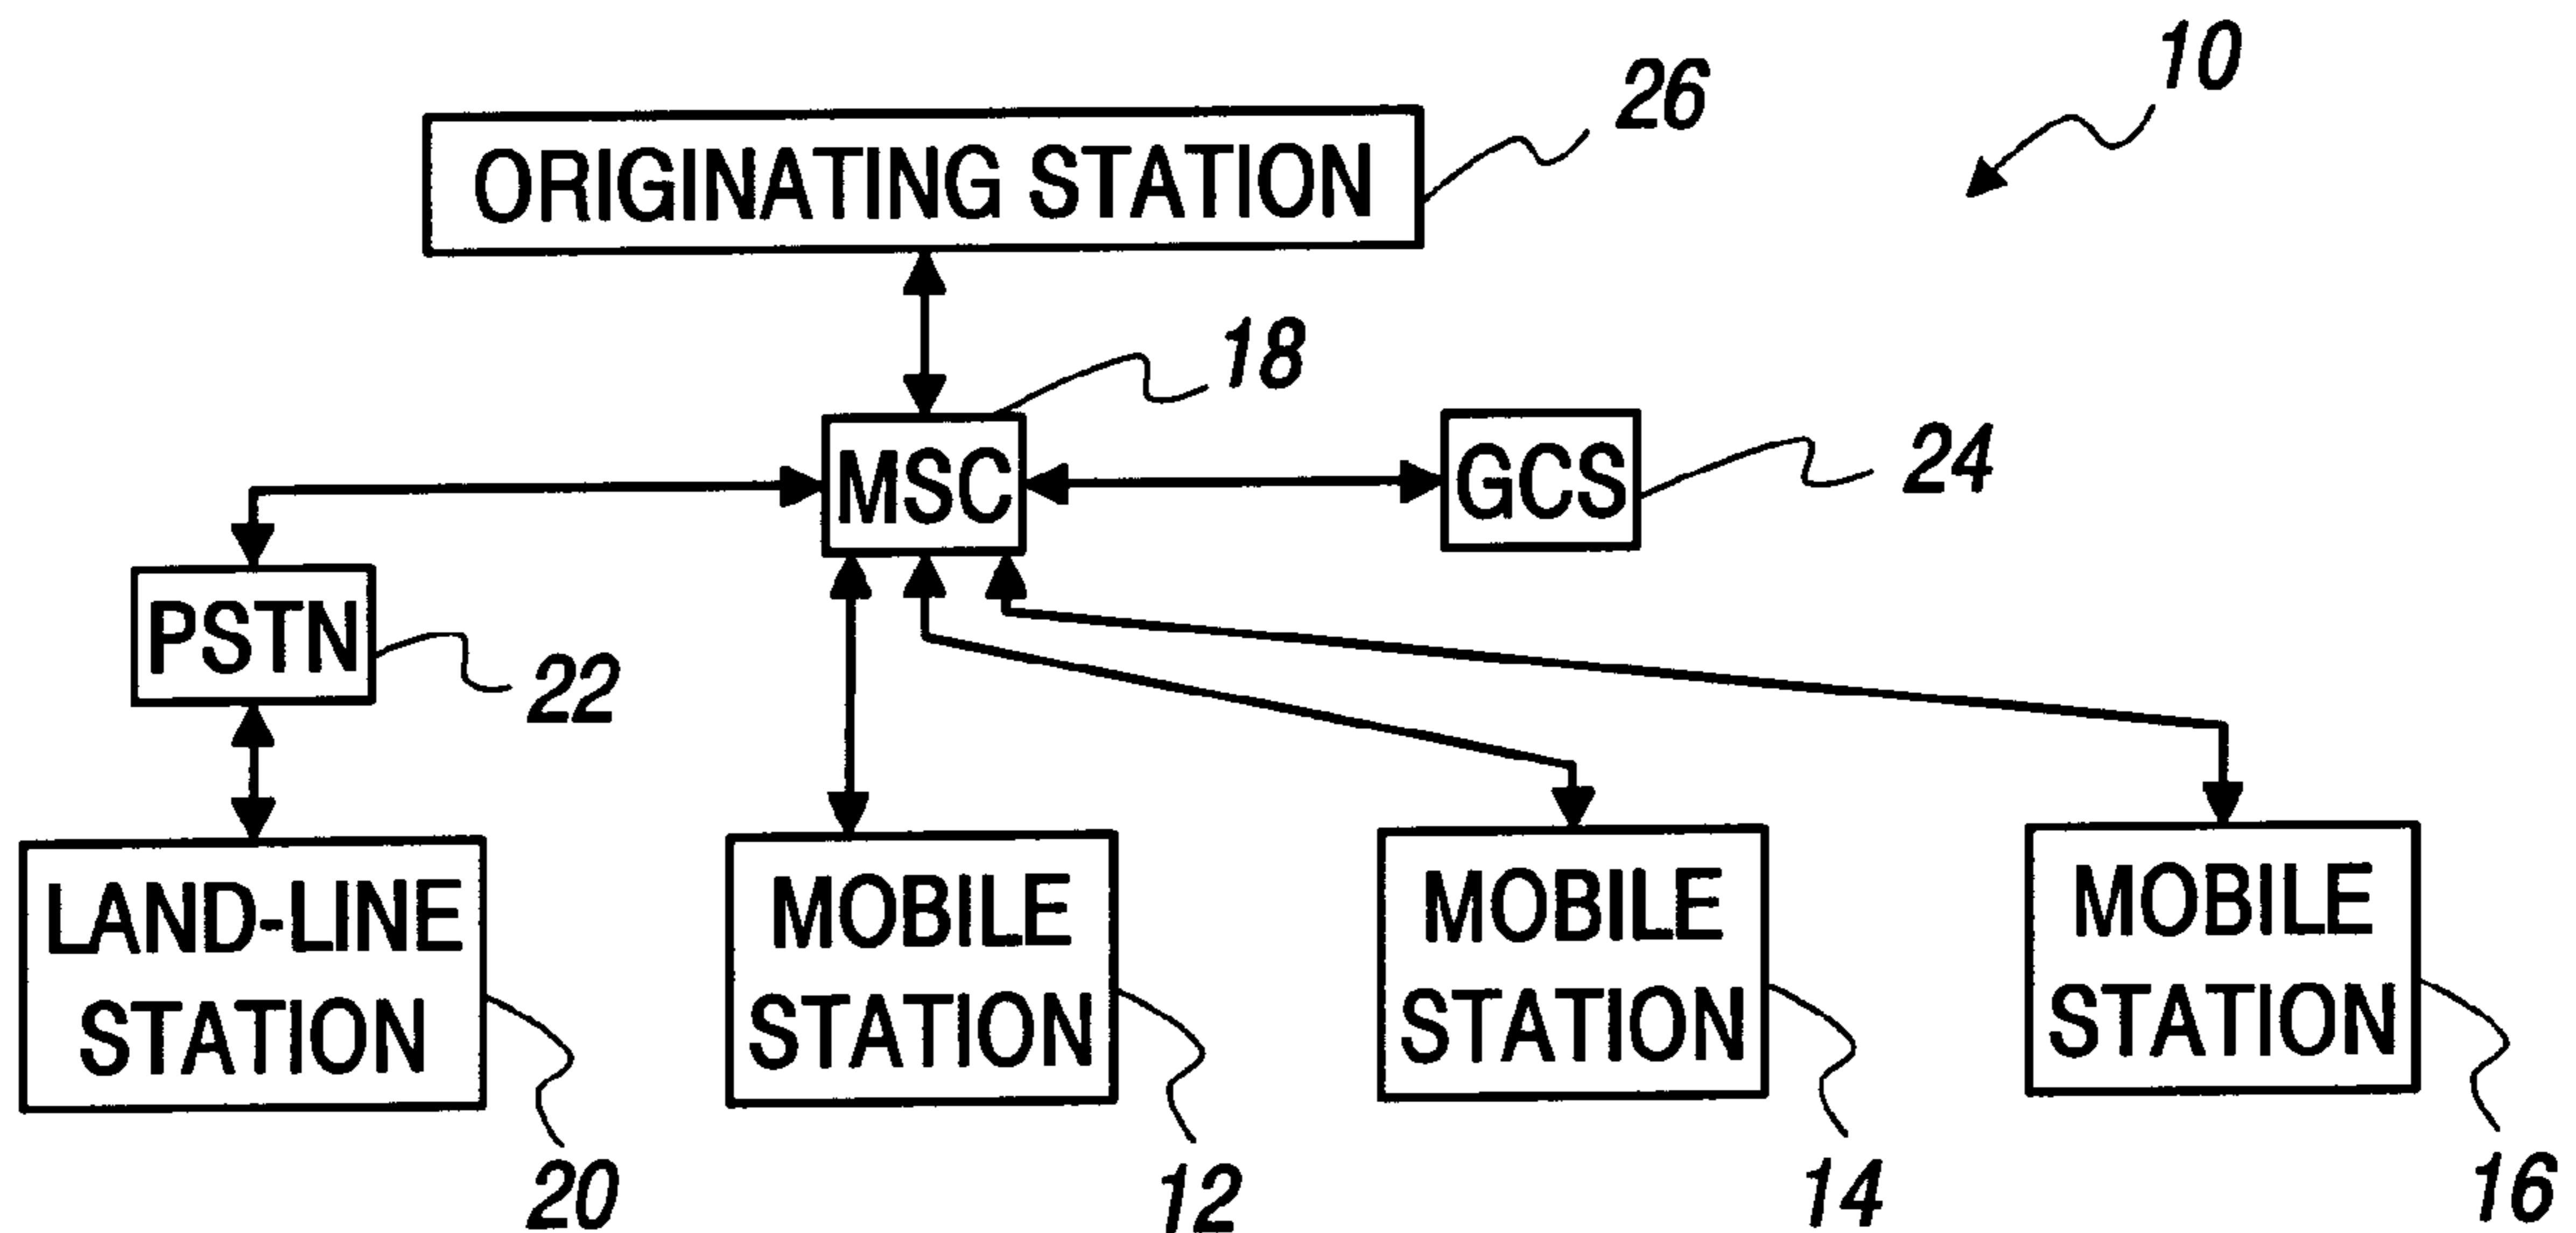 10
26
ORIGINATING STATION
18
MSC
GCS
24
PSTN
22
LAND-LINE
STATION
20
MOBILE
STATION
12
MOBILE
STATION
14
MOBILE
STATION
16